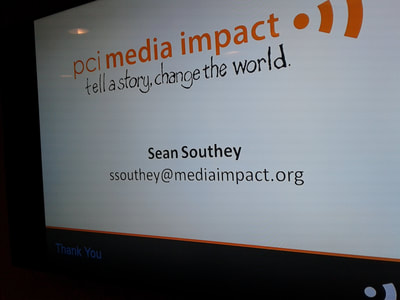 pci media impact
tell a story, change the world.
Sean Southey
ssouthey@mediaimpact.org
Thank You